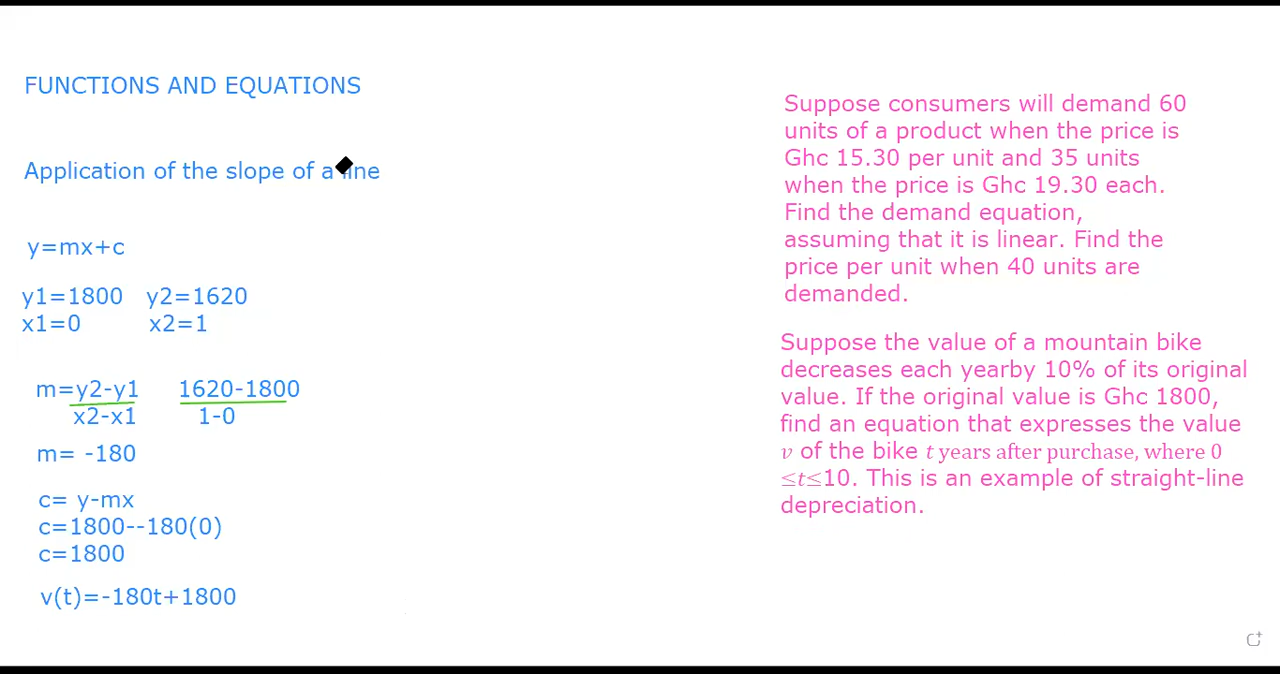 FUNCTIONS AND EQUATIONS
Application of the slope of a line
y=mx+c
y1=1800 y2=1620
x1=0 x2=1
m=y2-y1 1620-1800
x2-x1 1-0
m= -180
c= y-mx
c=1800--180(0)
c=1800
v(t)=-180t+1800
Suppose consumers will demand 60
units of a product when the price is
Ghc 15.30 per unit and 35 units
when the price is Ghc 19.30 each.
Find the demand equation,
assuming that it is linear. Find the
price per unit when 40 units are
demanded.
Suppose the value of a mountain bike
decreases each yearby 10% of its original
value. If the original value is Ghc 1800,
find an equation that expresses the value
v of the bike t years after purchase, where 0
≤t≤10. This is an example of straight-line
depreciation.